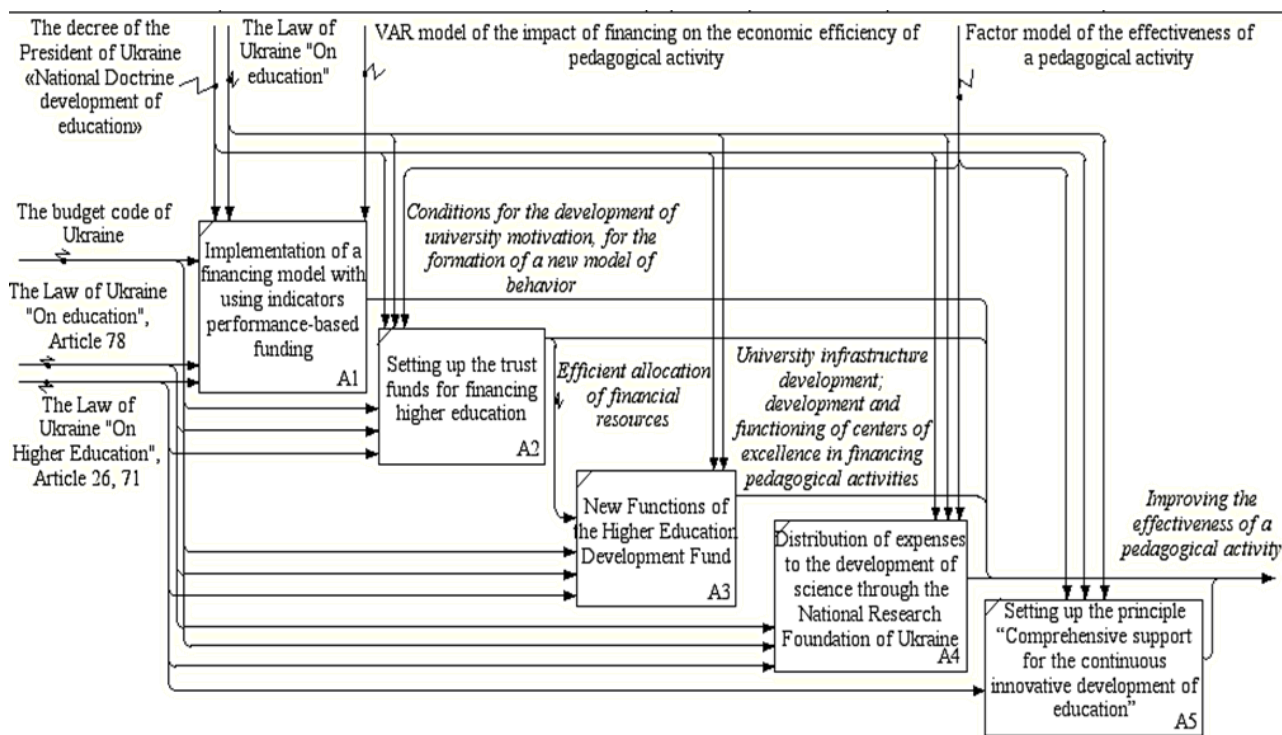 The decree of the
President of Ukraine
«National Doctrine
development of
education»
The Law of
Ukraine "On
education"
VAR model of the impact of financing on the economic efficiency of
pedagogical activity
Factor model of the effectiveness of
a pedagogical activity
The budget code of
Ukraine
The Law of Ukraine
"On education",
Article 78
The Law of
Ukraine "On
Higher Education",
Article 26, 71
Implementation of a
financing model with
using indicators
performance-based
funding
A1
Conditions for the development of
university motivation, for the
formation of a new model of
behavior
Setting up the trust
funds for financing
higher education
A2
Efficient allocation
of financial
resources
University infrastructure
development;
development and
functioning of centers of
excellence in financing
pedagogical activities
New Functions of
the Higher Education
Development Fund
A3
Distribution of expenses
to the development of
science through the
National Research
Foundation of Ukraine
A4
Improving the
effectiveness of a
pedagogical activity
Setting up the principle
“Comprehensive support
for the continuous
innovative development of
education”
A5